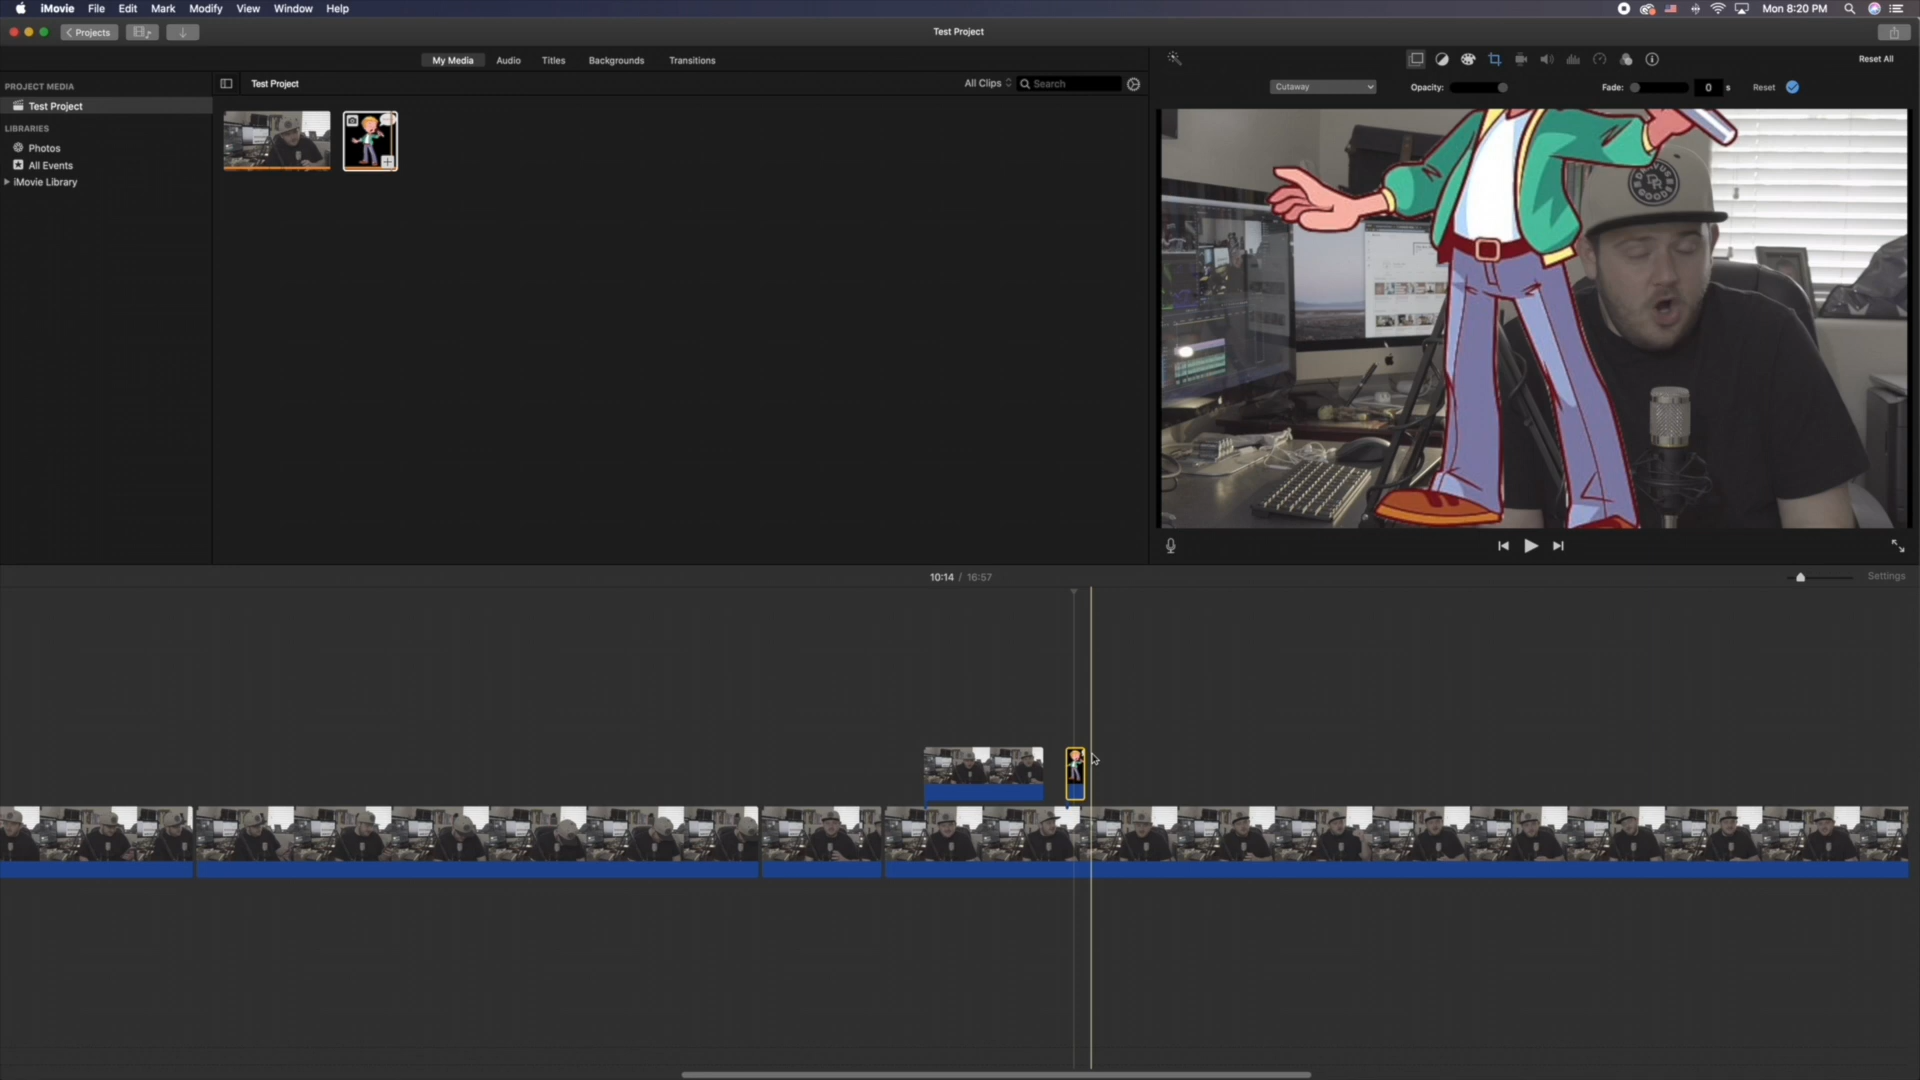 iMovie File Edit Mark Modify View Window Help Mon 8:20 PM
Projects Test Project
My Media Audio Titles Backgrounds Transitions Reset All
PROJECT MEDIA Test Project All Clips Search Cutaway Opacity: Fade: 0 s Reset
Test Project
LIBRARIES
Photos
All Events
iMovie Library
DR
GOODS
10:14 / 16:57 Settings